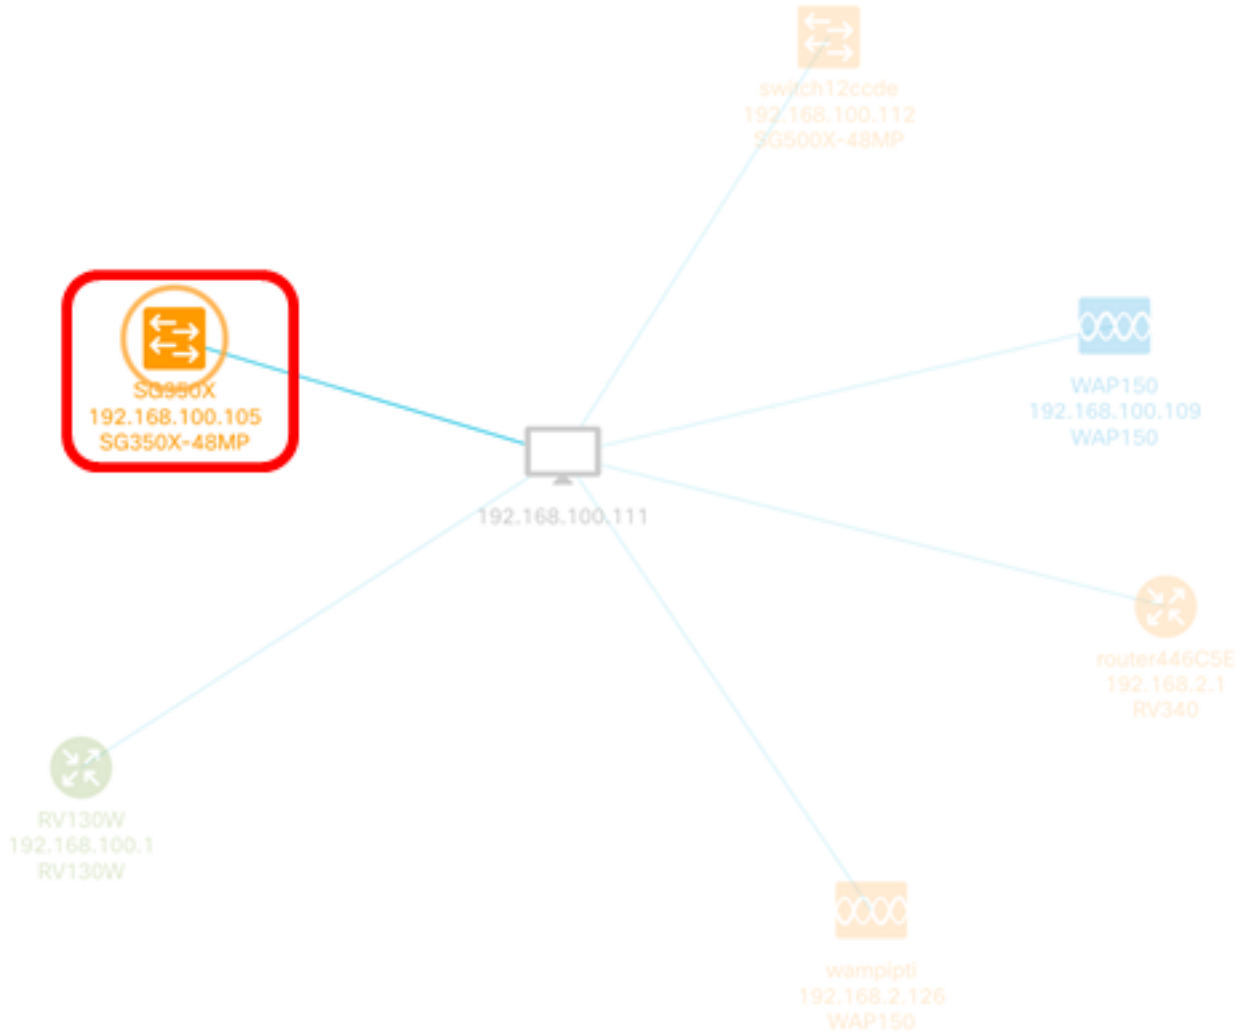 switch12ccde
192.168.100.112
SG500X-48MP
SG350X
192.168.100.105
SG350X-48MP
WAP150
192.168.100.109
WAP150
192.168.100.111
router446C5E
192.168.2.1
RV340
RV130W
192.168.100.1
RV130W
wampipti
192.168.2.126
WAP150